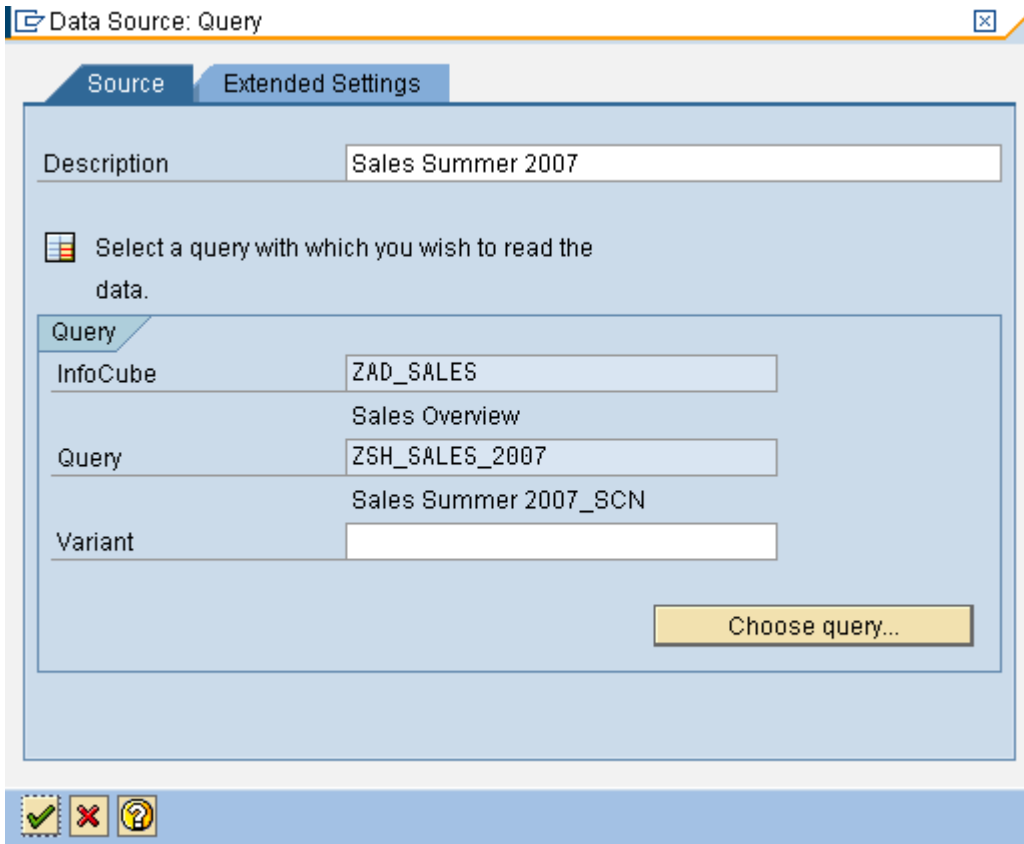 Data Source: Query
Source Extended Settings
Description Sales Summer 2007
Select a query with which you wish to read the
data.
Query
InfoCube ZAD_SALES
Sales Overview
Query ZSH_SALES_2007
Sales Summer 2007_SCN
Variant
Choose query...